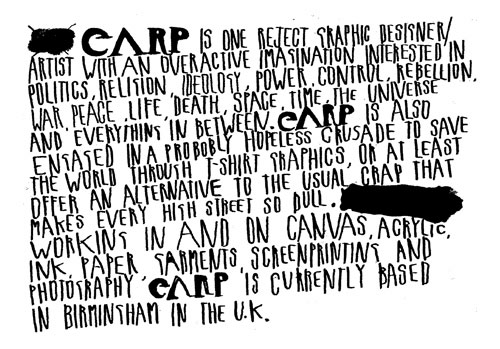 CARP IS ONE REJECT GRAPHIC DESIGNER/
ARTIST WITH AN OVERACTIVE IMAGINATION INTERESTED IN
POLITICS, RELIGION, IDEOLOGY, POWER, CONTROL, REBELLION,
WAR, PEACE, LIFE, DEATH, SPACE, TIME, THE UNIVERSE
AND EVERYTHING IN BETWEEN. CARP IS ALSO
ENGAGED IN A PROBOBLY HOPELESS CRUSADE TO SAVE
THE WORLD THROUGH T-SHIRT GRAPHICS, OR AT LEAST
OFFER AN ALTERNATIVE TO THE USUAL CRAP THAT
MAKES EVERY HIGH STREET SO DULL.
WORKING IN AND ON CANVAS, ACRYLIC,
INK, PAPER, GARMENTS, SCREENPRINTING AND
PHOTOGRAPHY, CARP IS CURRENTLY BASED
IN BIRMINGHAM IN THE U.K.